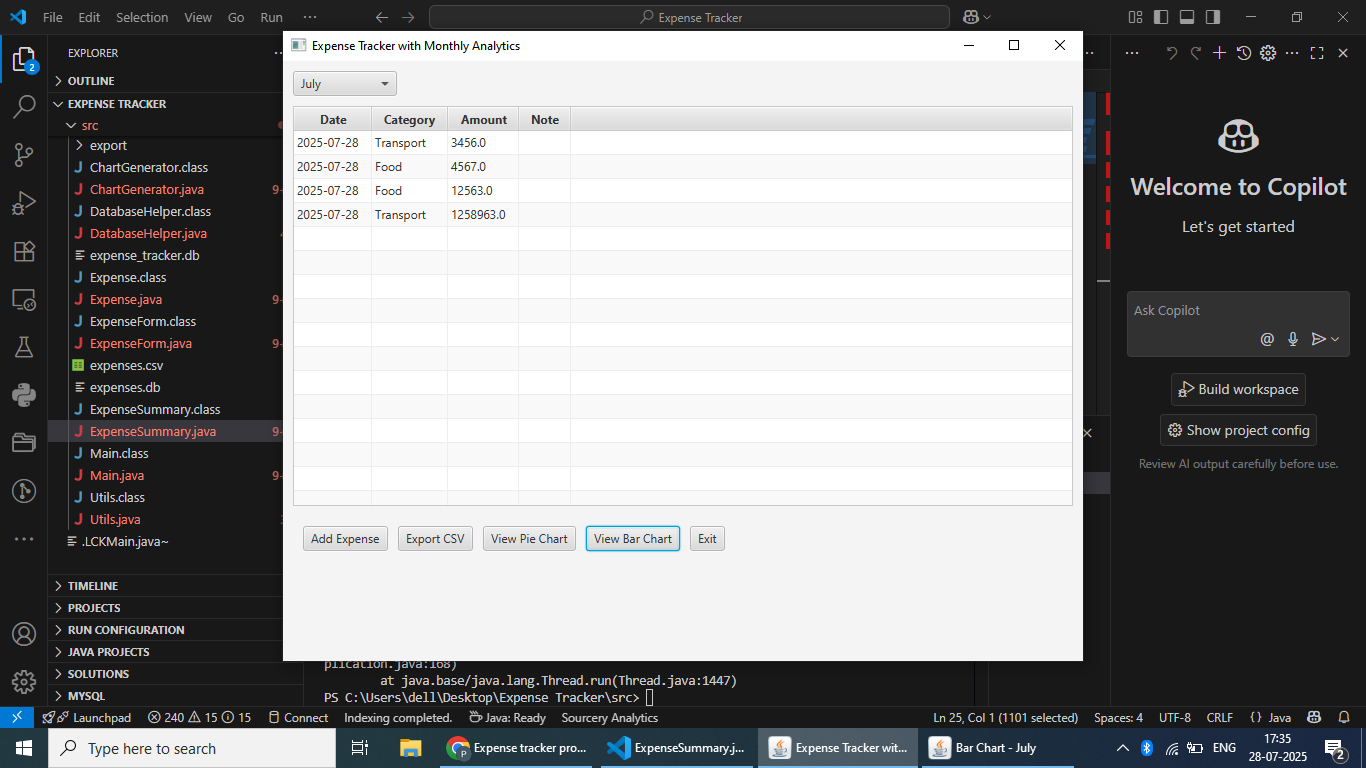 File Edit Selection View Go Run ··· Expense Tracker
EXPLORER
OUTLINE
EXPENSE TRACKER
src
export
ChartGenerator.class
ChartGenerator.java 9+
DatabaseHelper.class
DatabaseHelper.java
expense_tracker.db
Expense.class
Expense.java 9+
ExpenseForm.class
ExpenseForm.java 9+
expenses.csv
expenses.db
ExpenseSummary.class
ExpenseSummary.java 9+
Main.class
Main.java 9+
Utils.class
Utils.java
.LCKMain.java~
TIMELINE
PROJECTS
RUN CONFIGURATION
JAVA PROJECTS
SOLUTIONS
MYSQL
2
Expense Tracker with Monthly Analytics
July
Date Category Amount Note
2025-07-28 Transport 3456.0
2025-07-28 Food 4567.0
2025-07-28 Food 12563.0
2025-07-28 Transport 1258963.0
Add Expense Export CSV View Pie Chart View Bar Chart Exit
plication.java:168)
at java.base/java.lang.Thread.run(Thread.java:1447)
PS C:\Users\dell\Desktop\Expense Tracker\src>
Welcome to Copilot
Let's get started
Ask Copilot
@
Build workspace
Show project config
Review AI output carefully before use.
Launchpad 240 15 15 Connect Indexing completed. Java: Ready Sourcery Analytics Ln 25, Col 1 (1101 selected) Spaces: 4 UTF-8 CRLF {} Java
Type here to search
Expense tracker pro...
ExpenseSummary.j...
Expense Tracker wit...
Bar Chart - July
ENG
17:35
28-07-2025
2